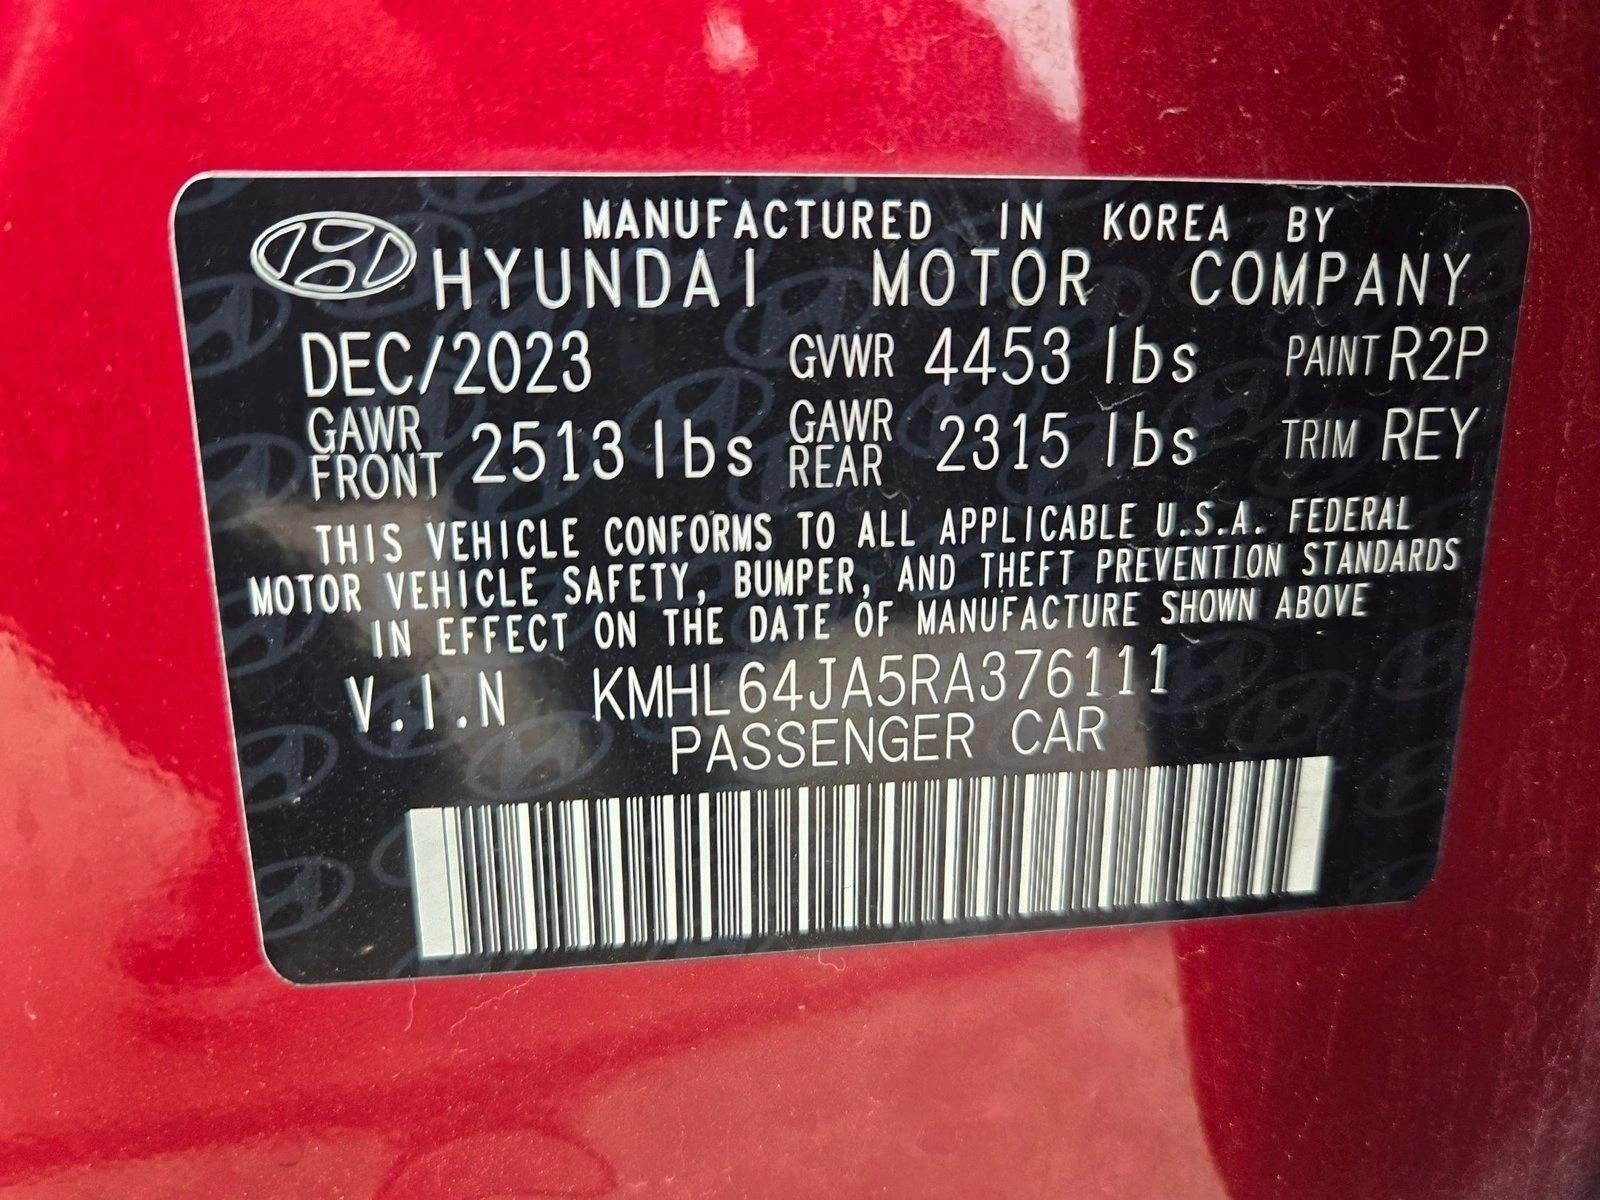 MANUFACTURED IN KOREA BY
HYUNDAI MOTOR COMPANY
DEC/2023 GVWR 4453 lbs PAINT R2P
GAWR FRONT 2513 lbs GAWR REAR 2315 lbs TRIM REY
THIS VEHICLE CONFORMS TO ALL APPLICABLE U.S.A. FEDERAL
MOTOR VEHICLE SAFETY, BUMPER, AND THEFT PREVENTION STANDARDS
IN EFFECT ON THE DATE OF MANUFACTURE SHOWN ABOVE
V.I.N KMHL64JA5RA376111
PASSENGER CAR